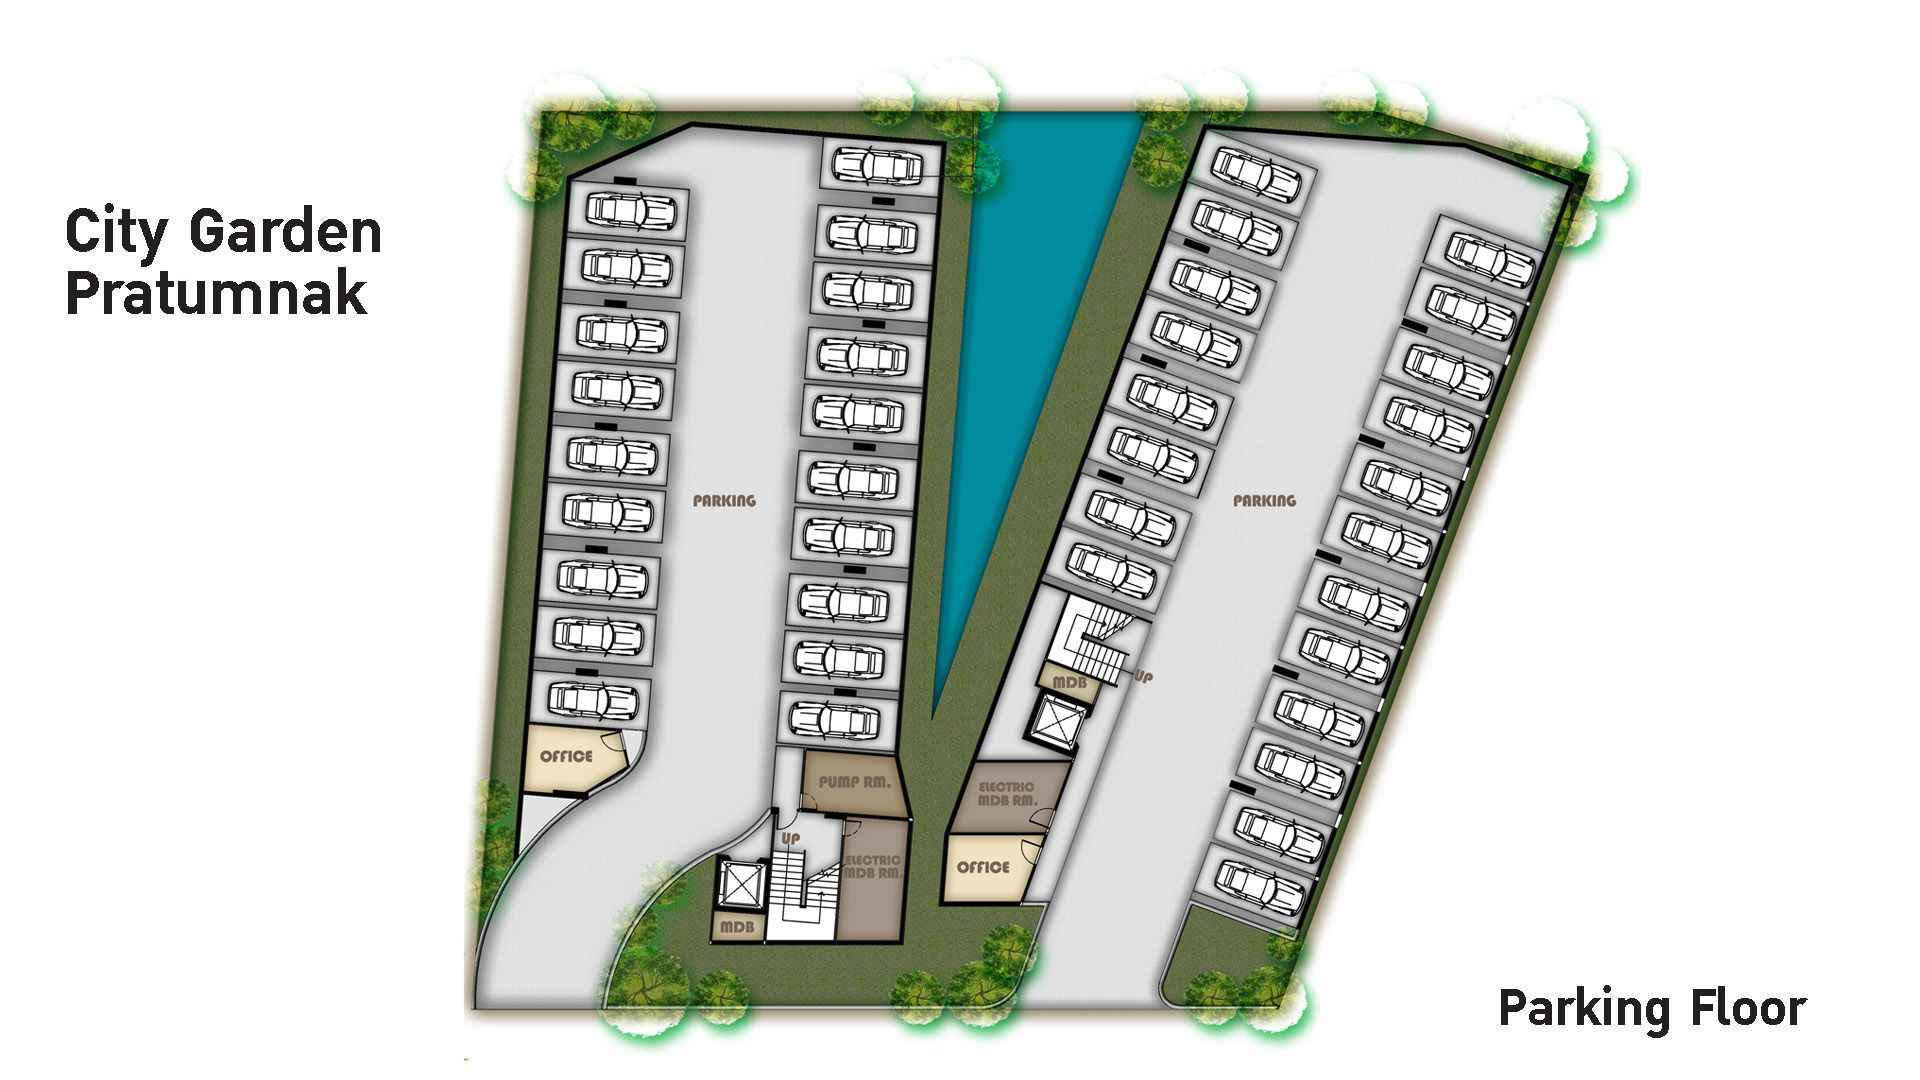 City Garden
Pratumnak
PARKING
PARKING
UP
MDB
OFFICE
PUMP RM.
ELECTRIC
MDB RM.
UP
ELECTRIC
MDB RM.
OFFICE
MDB
Parking Floor